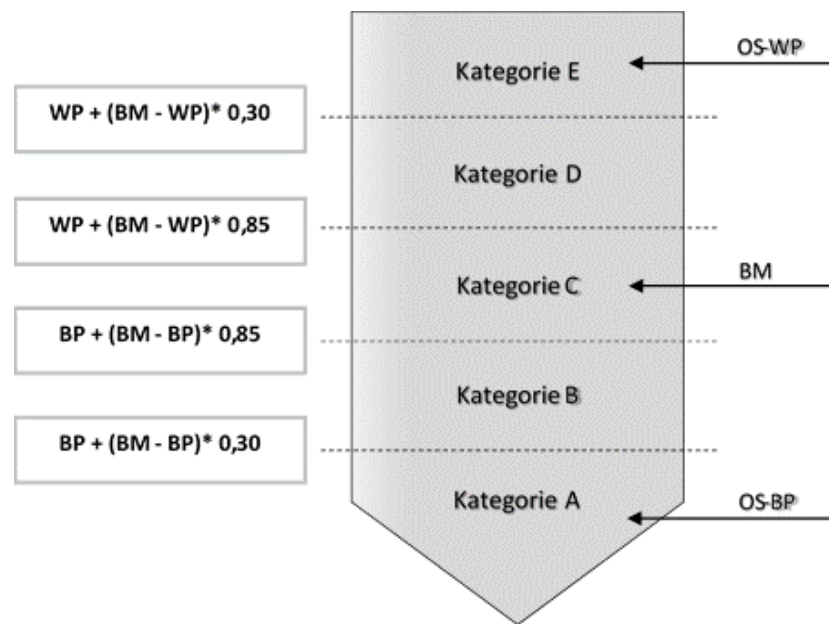 OS-WP
Kategorie E
WP + (BM - WP)* 0,30
Kategorie D
WP + (BM - WP)* 0,85
BM
Kategorie C
BP + (BM - BP)* 0,85
Kategorie B
BP + (BM - BP)* 0,30
Kategorie A
OS-BP